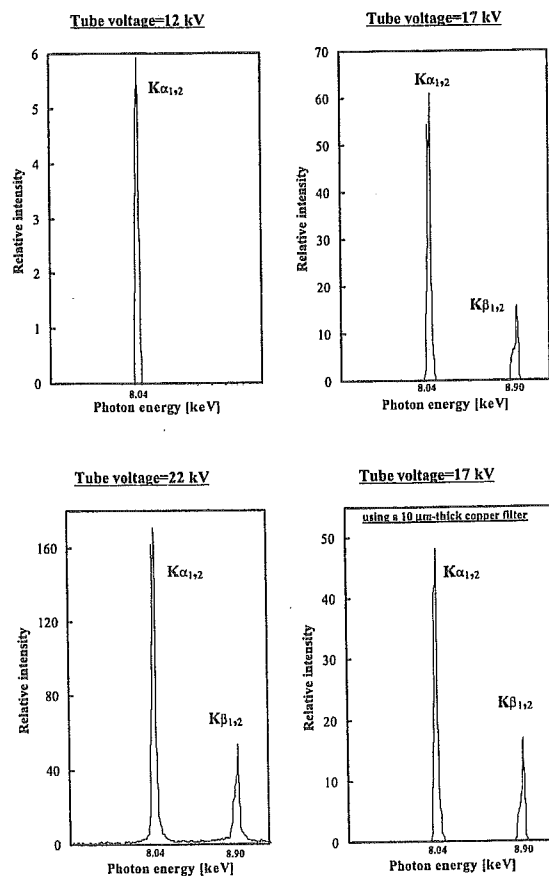 Tube voltage=12 kV
6
5
4
3
2
1
0
Relative intensity
Kα₁,₂
8.04
Photon energy [keV]
Tube voltage=17 kV
70
60
50
40
30
20
10
0
Relative intensity
Kα₁,₂
Kβ₁,₂
8.04
8.90
Photon energy [keV]
Tube voltage=22 kV
160
120
80
40
0
Relative intensity
Kα₁,₂
Kβ₁,₂
8.04
8.90
Photon energy [keV]
Tube voltage=17 kV
using a 10 μm-thick copper filter
50
40
30
20
10
0
Relative intensity
Kα₁,₂
Kβ₁,₂
8.04
8.90
Photon energy [keV]